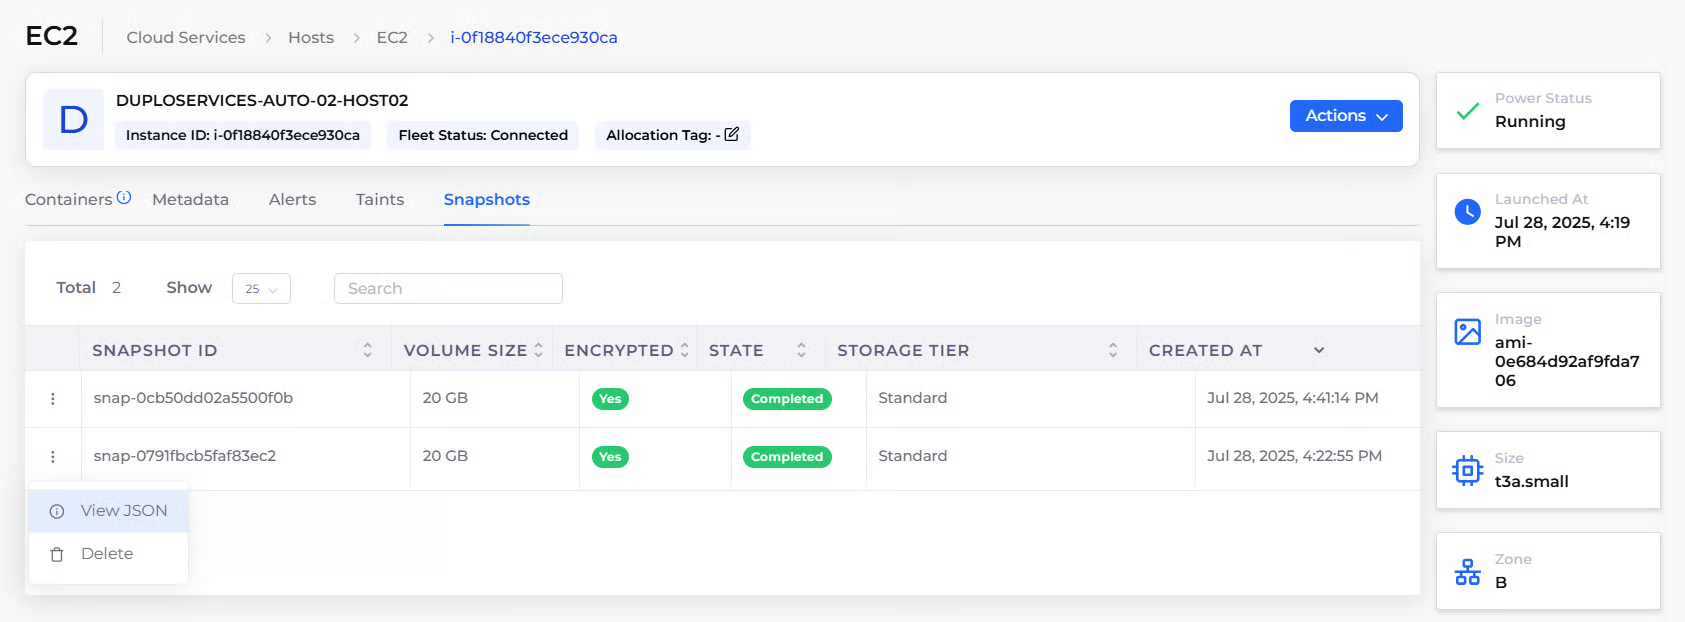 EC2
Cloud Services > Hosts > EC2 > i-0f18840f3ece930ca
D
DUPLOSERVICES-AUTO-02-HOST02
Instance ID: i-0f18840f3ece930ca
Fleet Status: Connected
Allocation Tag: -
Actions
Containers
Metadata
Alerts
Taints
Snapshots
Total 2
Show 25
Search
SNAPSHOT ID VOLUME SIZE ENCRYPTED STATE STORAGE TIER CREATED AT
snap-0cb50dd02a5500f0b 20 GB Yes Completed Standard Jul 28, 2025, 4:41:14 PM
snap-0791fbcb5faf83ec2 20 GB Yes Completed Standard Jul 28, 2025, 4:22:55 PM
View JSON
Delete
Power Status
Running
Launched At
Jul 28, 2025, 4:19
PM
Image
ami-
0e684d92af9fda7
06
Size
t3a.small
Zone
B